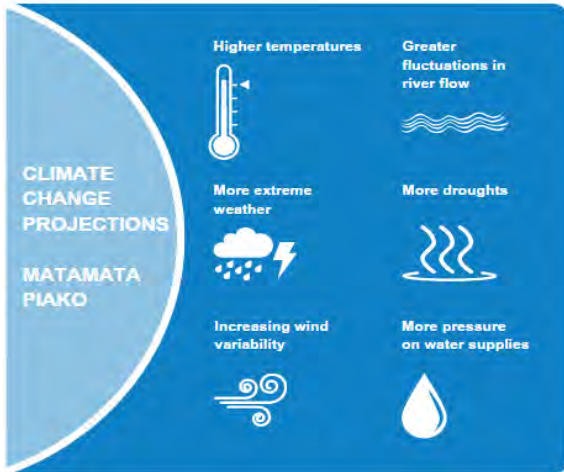 CLIMATE
CHANGE
PROJECTIONS
MATAMATA
PIAKO
Higher temperatures
Greater
fluctuations in
river flow
More extreme
weather
More droughts
Increasing wind
variability
More pressure
on water supplies